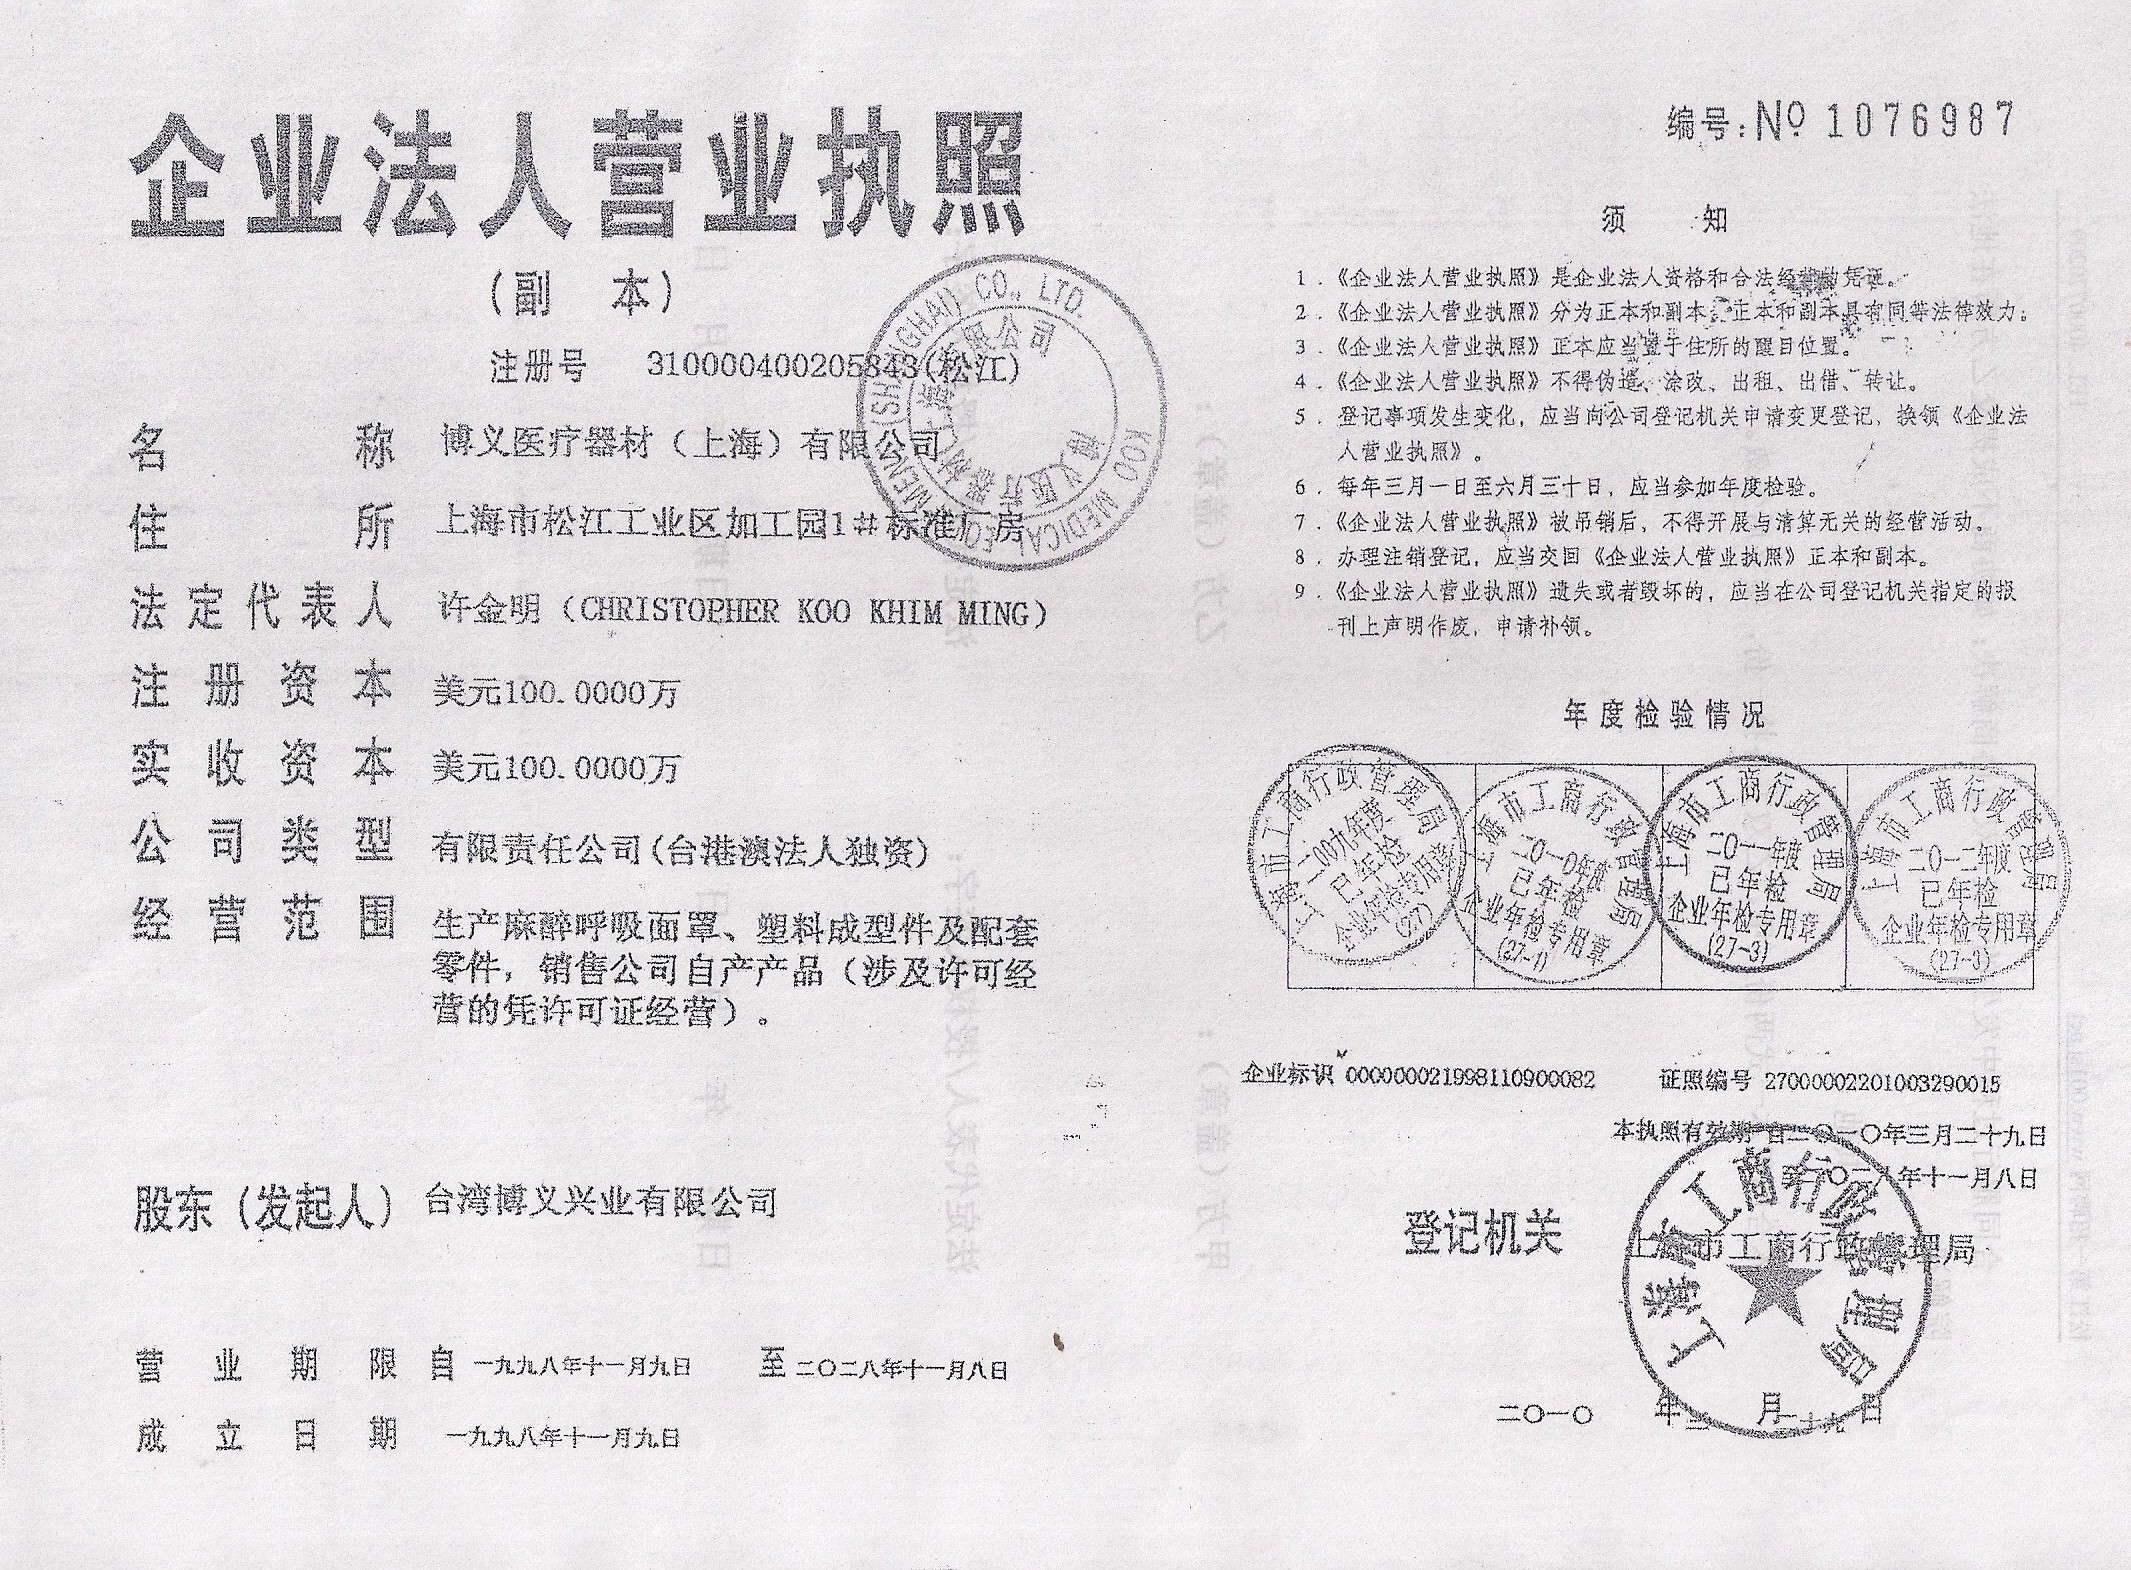 企业法人营业执照
(副 本)
注册号 310000400205843(松江)
名 称 博义医疗器材（上海）有限公司
住 所 上海市松江工业区加工园1#标准厂房
法定代表人 许金明（CHRISTOPHER KOO KHIM MING）
注册资本 美元100.0000万
实收资本 美元100.0000万
公司类型 有限责任公司(台港澳法人独资)
经营范围 生产麻醉呼吸面罩、塑料成型件及配套
零件，销售公司自产产品（涉及许可经
营的凭许可证经营）。
股东（发起人） 台湾博义兴业有限公司
营业期限 自 一九九八年十一月九日 至 二〇二八年十一月八日
成立日期 一九九八年十一月九日
(SHANGHAI) CO., LTD.
KOO MEDICAL
编号: Nº 1076987
须 知
1.《企业法人营业执照》是企业法人资格和合法经营的凭证。
2.《企业法人营业执照》分为正本和副本，正本和副本具有同等法律效力。
3.《企业法人营业执照》正本应当置于住所的醒目位置。
4.《企业法人营业执照》不得伪造、涂改、出租、出借、转让。
5. 登记事项发生变化，应当向公司登记机关申请变更登记，换领《企业法
人营业执照》。
6. 每年三月一日至六月三十日，应当参加年度检验。
7.《企业法人营业执照》被吊销后，不得开展与清算无关的经营活动。
8. 办理注销登记，应当交回《企业法人营业执照》正本和副本。
9.《企业法人营业执照》遗失或者毁坏的，应当在公司登记机关指定的报
刊上声明作废，申请补领。
年度检验情况
上海市工商行政管理局
二〇〇九年度
已年检
企业年检专用章
上海市工商行政管理局
二〇一〇年度
已年检
企业年检专用章
(27-1)
上海市工商行政管理局
二〇一一年度
已年检
企业年检专用章
(27-3)
上海市工商行政管理局
二〇一二年度
已年检
企业年检专用章
(27-3)
企业标识 0000000021998110900082 证照编号 27000002201003290015
本执照有效期 自二〇一〇年三月二十九日
至二〇二八年十一月八日
登记机关 上海市工商行政管理局
上海市工商行政管理局
二〇一〇 年 三 月 二十九 日